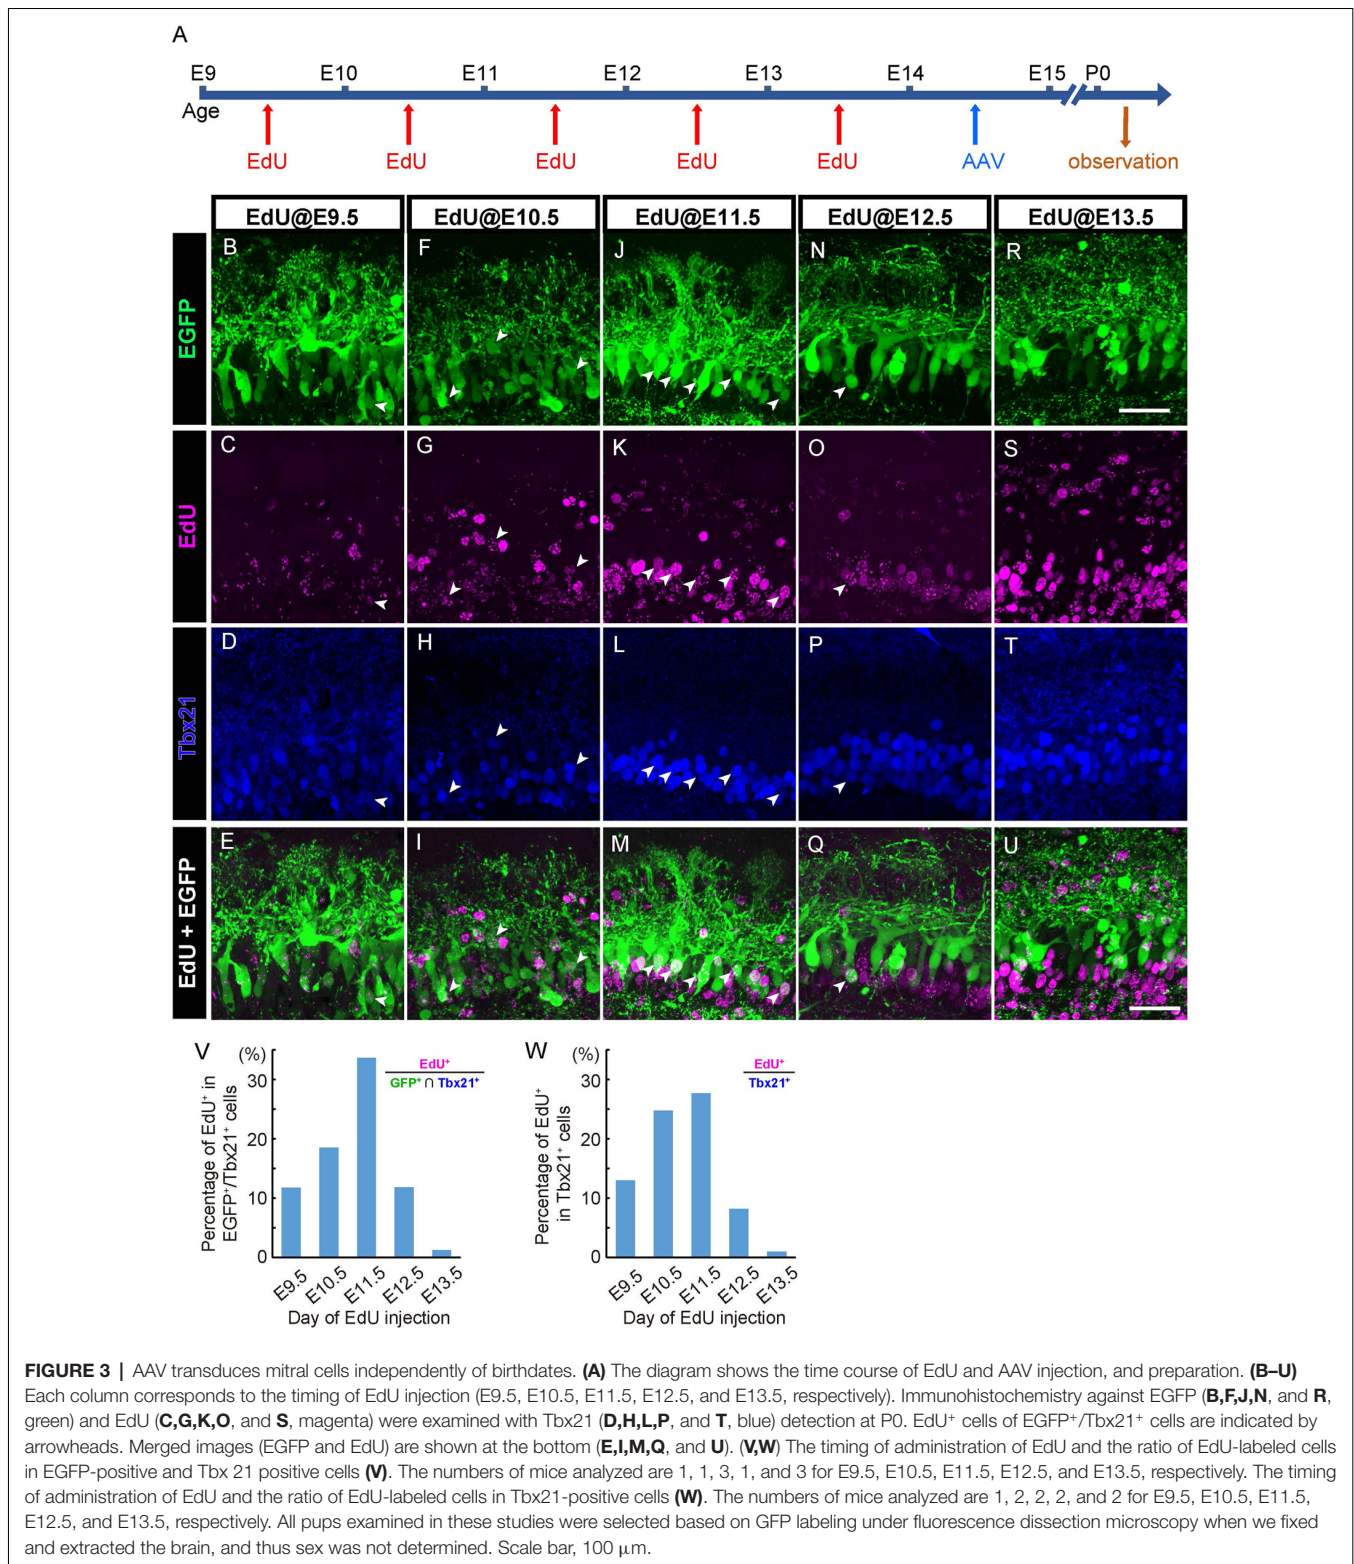 A
E9 E10 E11 E12 E13 E14 E15 P0
Age
EdU EdU EdU EdU EdU AAV observation
EdU@E9.5 EdU@E10.5 EdU@E11.5 EdU@E12.5 EdU@E13.5
EGFP
B F J N R
EdU
C G K O S
Tbx21
D H L P T
EdU + EGFP
E I M Q U
V
(%)
30
20
10
0
Percentage of EdU⁺ in
EGFP⁺/Tbx21⁺ cells
EdU⁺
GFP⁺ ∩ Tbx21⁺
E9.5 E10.5 E11.5 E12.5 E13.5
Day of EdU injection
W
(%)
30
20
10
0
Percentage of EdU⁺
in Tbx21⁺ cells
EdU⁺
Tbx21⁺
E9.5 E10.5 E11.5 E12.5 E13.5
Day of EdU injection
FIGURE 3 | AAV transduces mitral cells independently of birthdates. (A) The diagram shows the time course of EdU and AAV injection, and preparation. (B–U)
Each column corresponds to the timing of EdU injection (E9.5, E10.5, E11.5, E12.5, and E13.5, respectively). Immunohistochemistry against EGFP (B,F,J,N, and R,
green) and EdU (C,G,K,O, and S, magenta) were examined with Tbx21 (D,H,L,P, and T, blue) detection at P0. EdU⁺ cells of EGFP⁺/Tbx21⁺ cells are indicated by
arrowheads. Merged images (EGFP and EdU) are shown at the bottom (E,I,M,Q, and U). (V,W) The timing of administration of EdU and the ratio of EdU-labeled cells
in EGFP-positive and Tbx 21 positive cells (V). The numbers of mice analyzed are 1, 1, 3, 1, and 3 for E9.5, E10.5, E11.5, E12.5, and E13.5, respectively. The timing
of administration of EdU and the ratio of EdU-labeled cells in Tbx21-positive cells (W). The numbers of mice analyzed are 1, 2, 2, 2, and 2 for E9.5, E10.5, E11.5,
E12.5, and E13.5, respectively. All pups examined in these studies were selected based on GFP labeling under fluorescence dissection microscopy when we fixed
and extracted the brain, and thus sex was not determined. Scale bar, 100 μm.